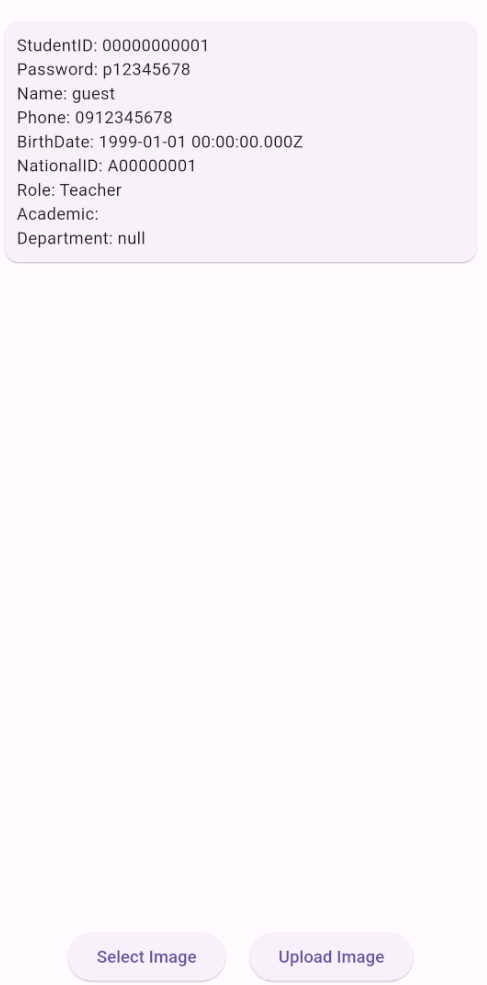 StudentID: 00000000001
Password: p12345678
Name: guest
Phone: 0912345678
BirthDate: 1999-01-01 00:00:00.000Z
NationalID: A00000001
Role: Teacher
Academic:
Department: null
Select Image
Upload Image